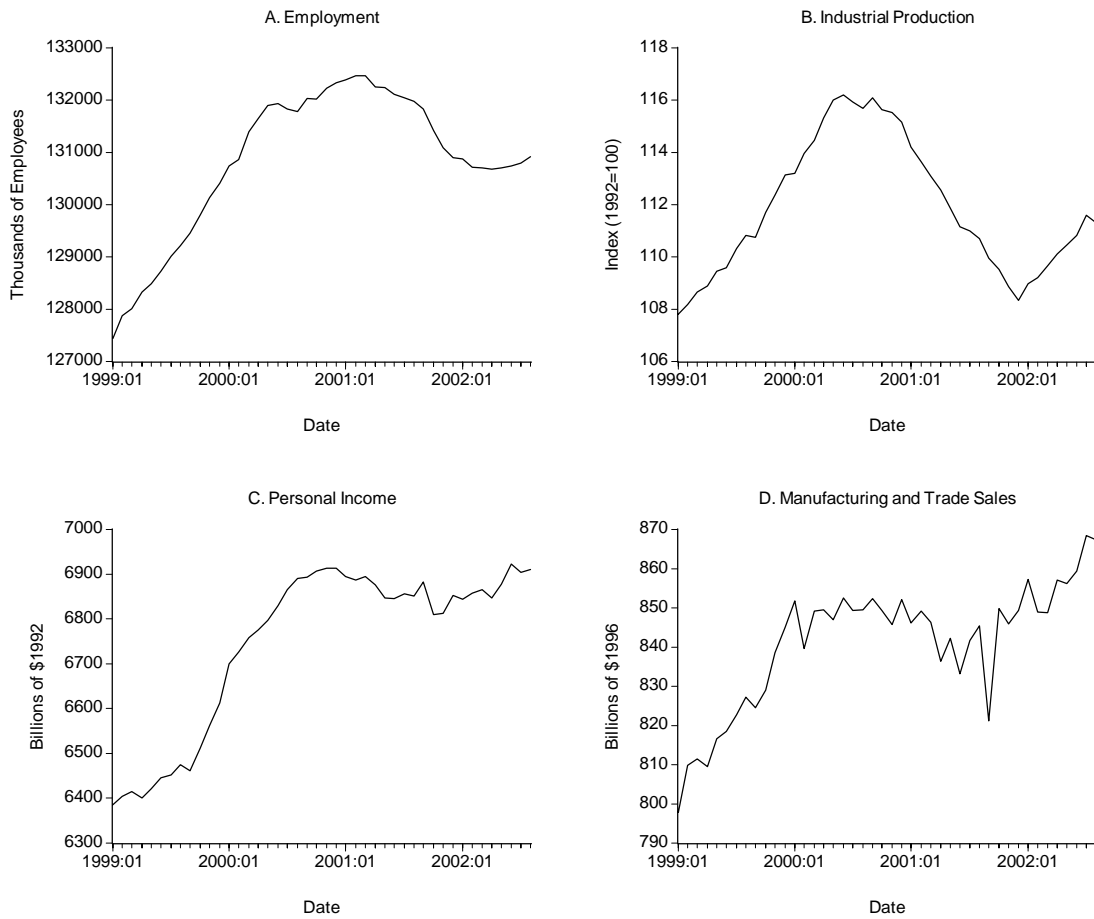 A. Employment
133000
132000
131000
130000
129000
128000
127000
Thousands of Employees
1999:01 2000:01 2001:01 2002:01
Date
B. Industrial Production
118
116
114
112
110
108
106
Index (1992=100)
1999:01 2000:01 2001:01 2002:01
Date
C. Personal Income
7000
6900
6800
6700
6600
6500
6400
6300
Billions of $1992
1999:01 2000:01 2001:01 2002:01
Date
D. Manufacturing and Trade Sales
870
860
850
840
830
820
810
800
790
Billions of $1996
1999:01 2000:01 2001:01 2002:01
Date